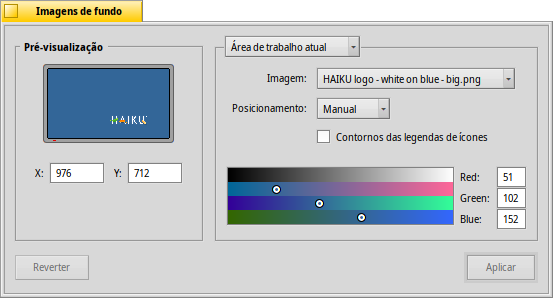 Imagens de fundo
Pré-visualização
HAIKU
X: 976 Y: 712
Área de trabalho atual
Imagem: HAIKU logo - white on blue - big.png
Posicionamento: Manual
Contornos das legendas de ícones
Red: 51
Green: 102
Blue: 152
Reverter
Aplicar